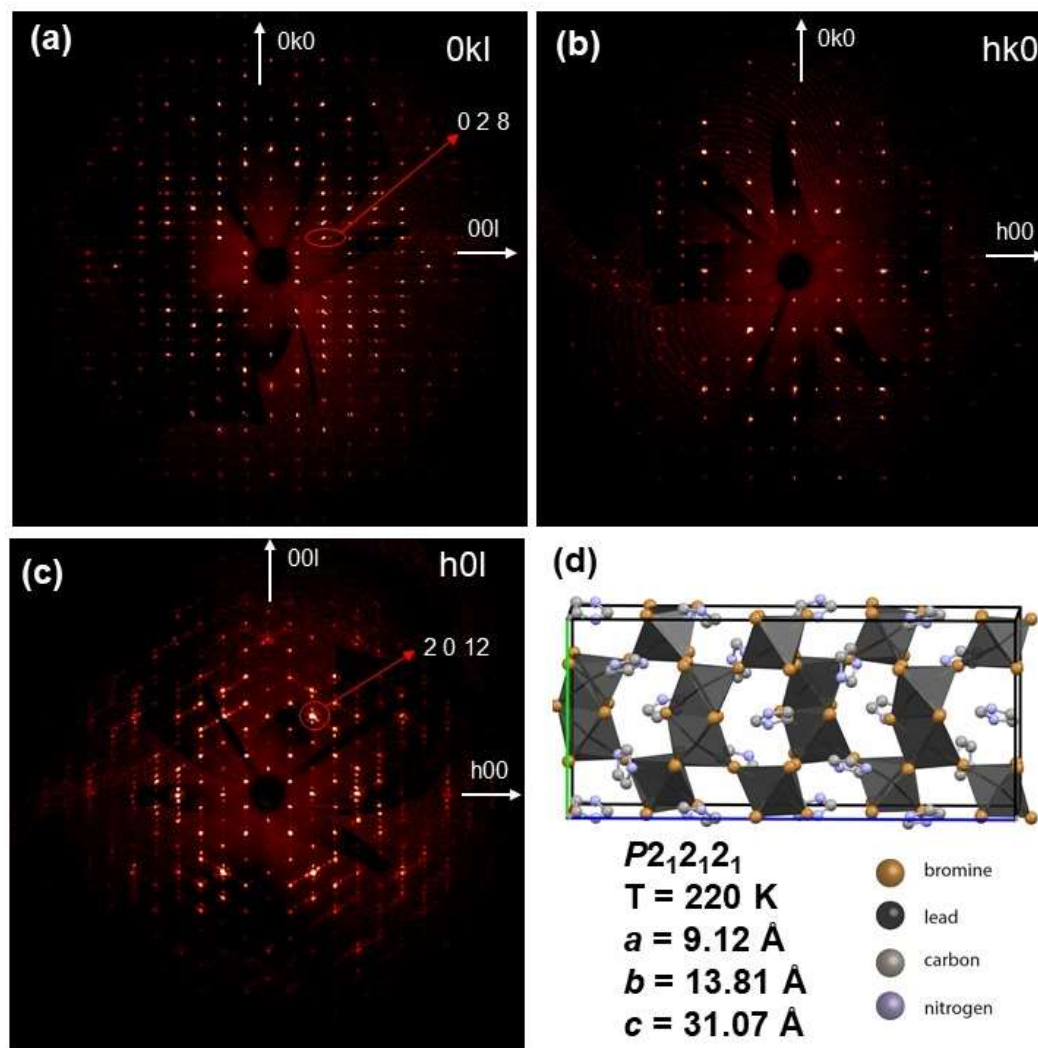 (a)
0k0
0kl
0 2 8
00l
(b)
0k0
hk0
h00
(c)
00l
h0l
2 0 12
h00
(d)
P2₁2₁2₁
T = 220 K
a = 9.12 Å
b = 13.81 Å
c = 31.07 Å
bromine
lead
carbon
nitrogen